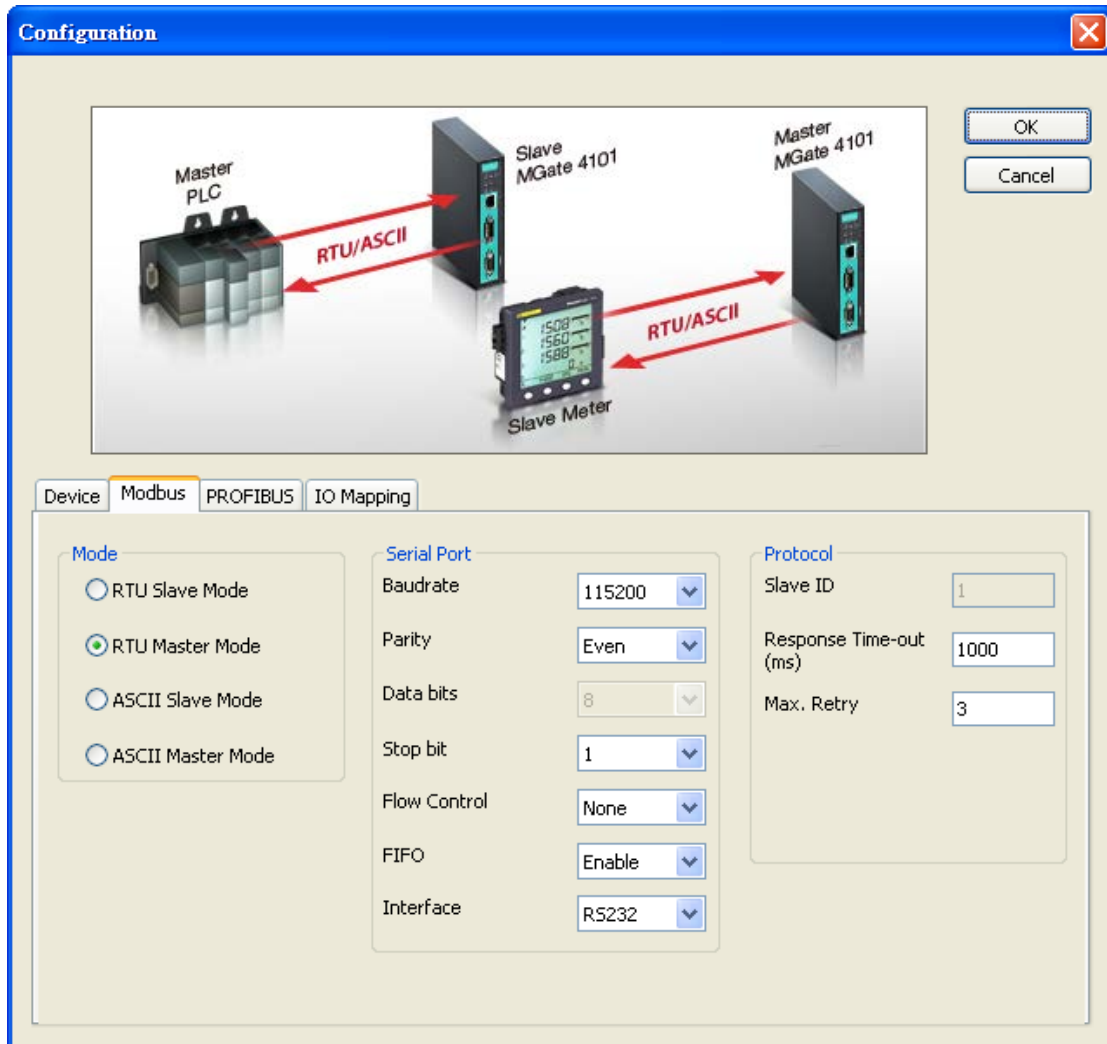 Configuration
OK
Cancel
Master
PLC
RTU/ASCII
Slave
MGate 4101
Master
MGate 4101
RTU/ASCII
Slave Meter
Device
Modbus
PROFIBUS
IO Mapping
Mode
RTU Slave Mode
RTU Master Mode
ASCII Slave Mode
ASCII Master Mode
Serial Port
Baudrate 115200
Parity Even
Data bits 8
Stop bit 1
Flow Control None
FIFO Enable
Interface RS232
Protocol
Slave ID 1
Response Time-out
(ms) 1000
Max. Retry 3